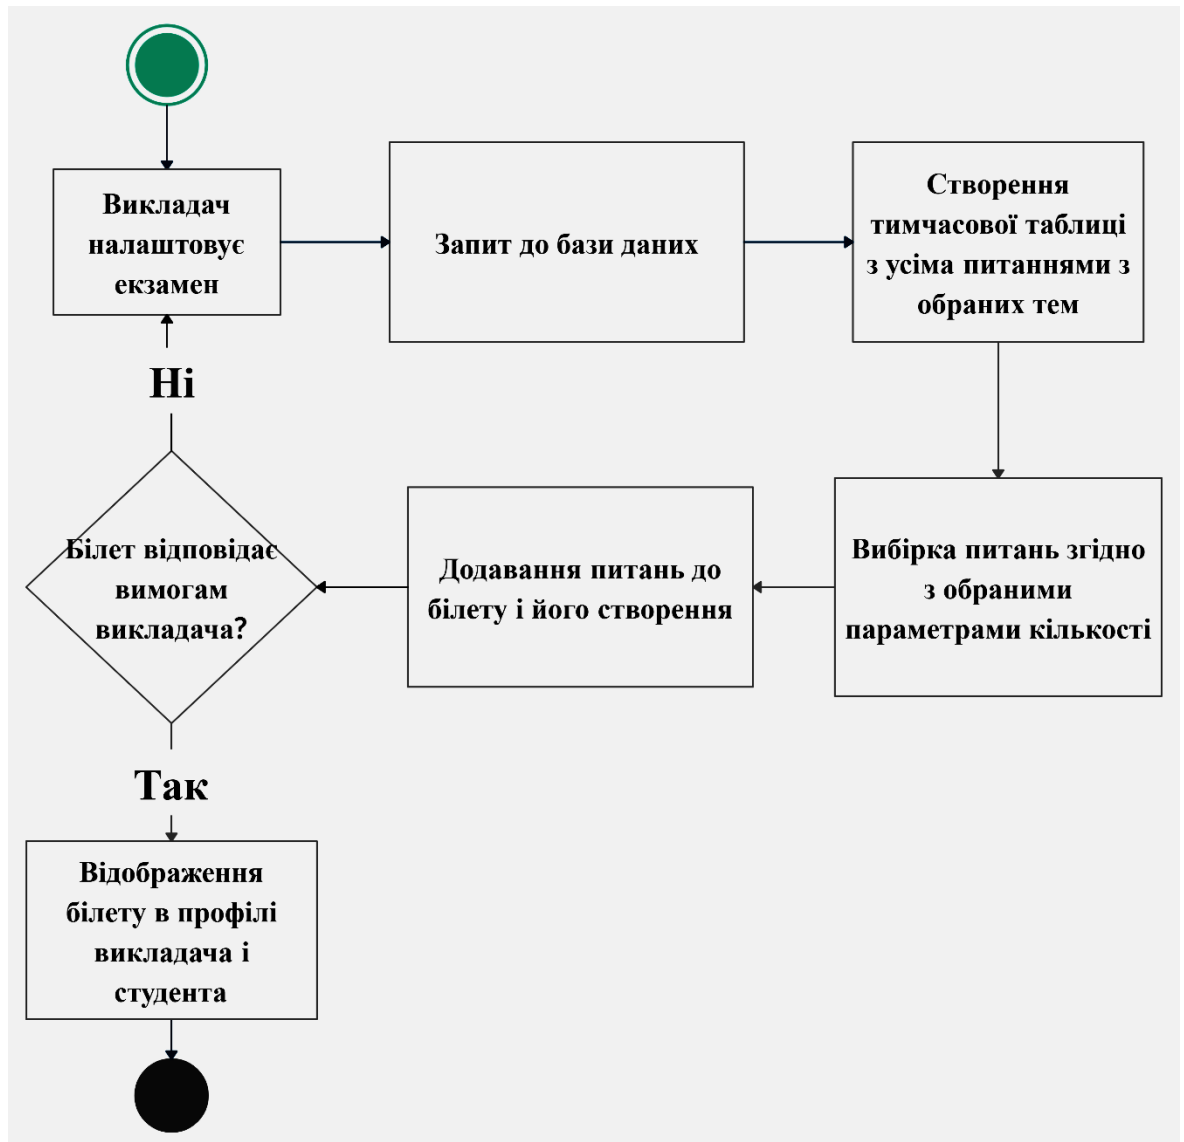 Викладач
налаштовує
екзамен
Запит до бази даних
Створення
тимчасової таблиці
з усіма питаннями з
обраних тем
Вибірка питань згідно
з обраними
параметрами кількості
Додавання питань до
білету і його створення
Білет відповідає
вимогам
викладача?
Ні
Так
Відображення
білету в профілі
викладача і
студента